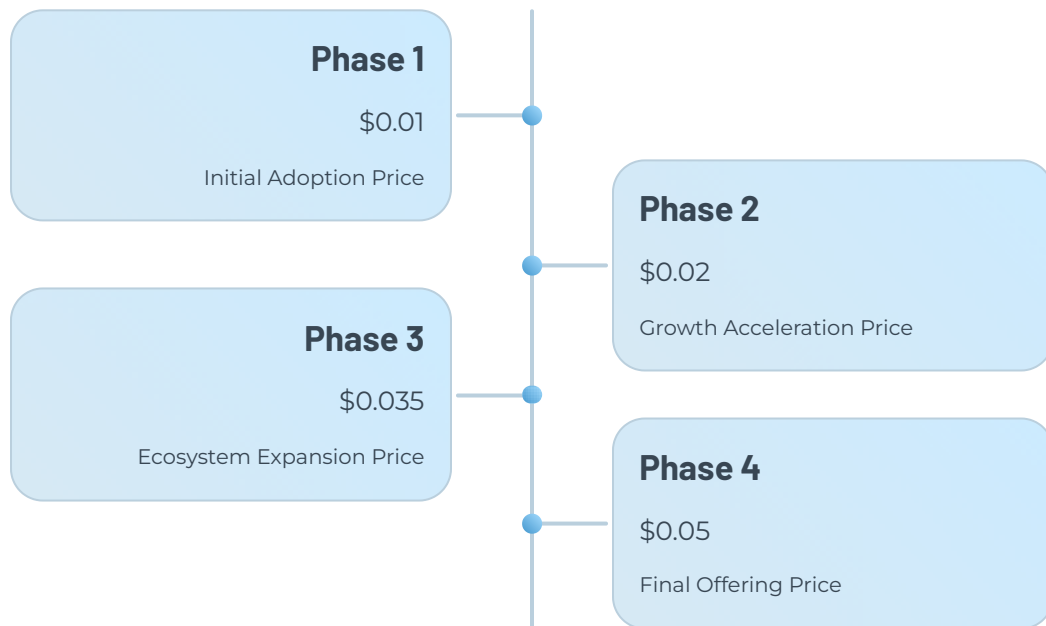 Phase 1
$0.01
Initial Adoption Price
Phase 2
$0.02
Growth Acceleration Price
Phase 3
$0.035
Ecosystem Expansion Price
Phase 4
$0.05
Final Offering Price